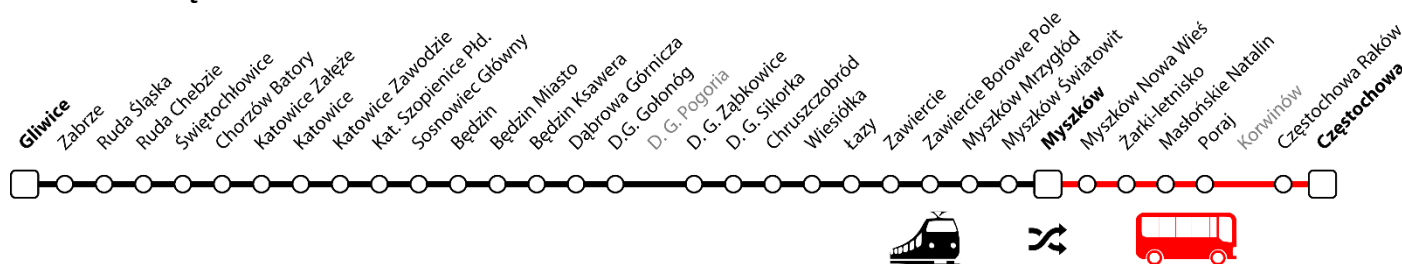 Gliwice
Zabrze
Ruda Śląska
Ruda Chebzie
Świętochłowice
Chorzów Batory
Katowice Załęże
Katowice
Katowice Zawodzie
Kat. Szopienice Płd.
Sosnowiec Główny
Będzin
Będzin Miasto
Będzin Ksawera
Dąbrowa Górnicza
D.G. Gołonóg
D. G. Pogoria
D. G. Ząbkowice
D. G. Sikorka
Chruszczobród
Wiesiółka
Łazy
Zawiercie
Zawiercie Borowe Pole
Myszków Mrzygłód
Myszków Światowit
Myszków
Myszków Nowa Wieś
Żarki-letnisko
Masłońskie Natalin
Poraj
Korwinów
Częstochowa Raków
Częstochowa